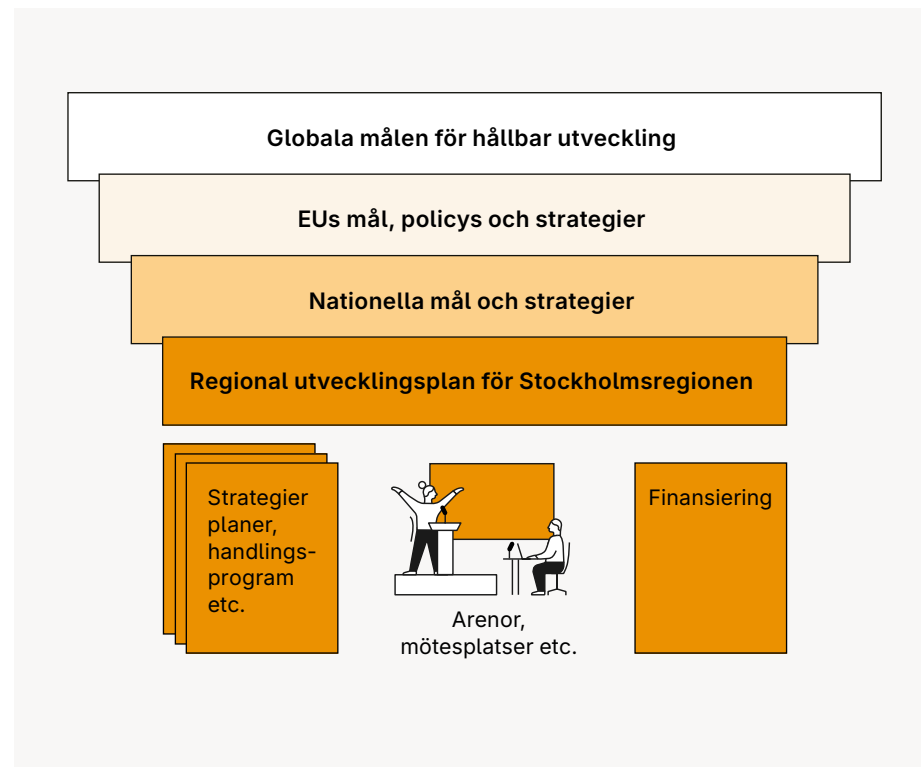 Globala målen för hållbar utveckling
EUs mål, policys och strategier
Nationella mål och strategier
Regional utvecklingsplan för Stockholmsregionen
Strategier
planer,
handlings-
program
etc.
Arenor,
mötesplatser etc.
Finansiering